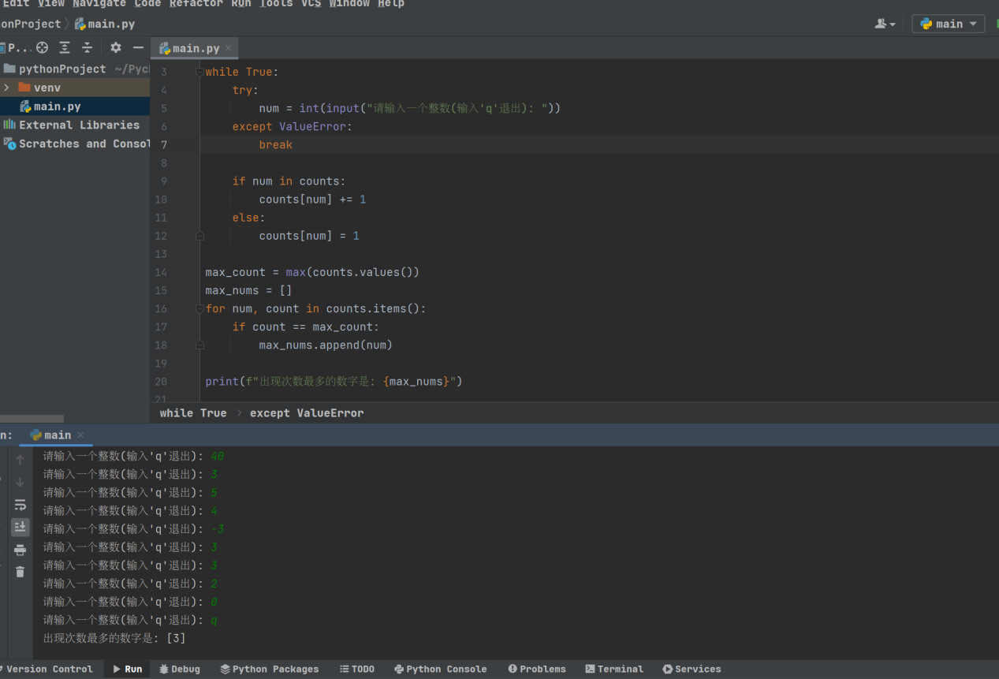 Edit View Navigate Code Refactor Run Tools VCS Window Help
onProject main.py
main
P... main.py
pythonProject ~/Pyc
venv
main.py
External Libraries
Scratches and Consol
3 while True:
4 try:
5 num = int(input("请输入一个整数(输入'q'退出): "))
6 except ValueError:
7 break
8
9 if num in counts:
10 counts[num] += 1
11 else:
12 counts[num] = 1
13
14 max_count = max(counts.values())
15 max_nums = []
16 for num, count in counts.items():
17 if count == max_count:
18 max_nums.append(num)
19
20 print(f"出现次数最多的数字是: {max_nums}")
21
while True › except ValueError
n: main
请输入一个整数(输入'q'退出): 40
请输入一个整数(输入'q'退出): 3
请输入一个整数(输入'q'退出): 5
请输入一个整数(输入'q'退出): 4
请输入一个整数(输入'q'退出): -3
请输入一个整数(输入'q'退出): 3
请输入一个整数(输入'q'退出): 3
请输入一个整数(输入'q'退出): 2
请输入一个整数(输入'q'退出): 0
请输入一个整数(输入'q'退出): q
出现次数最多的数字是: [3]
Version Control Run Debug Python Packages TODO Python Console Problems Terminal Services